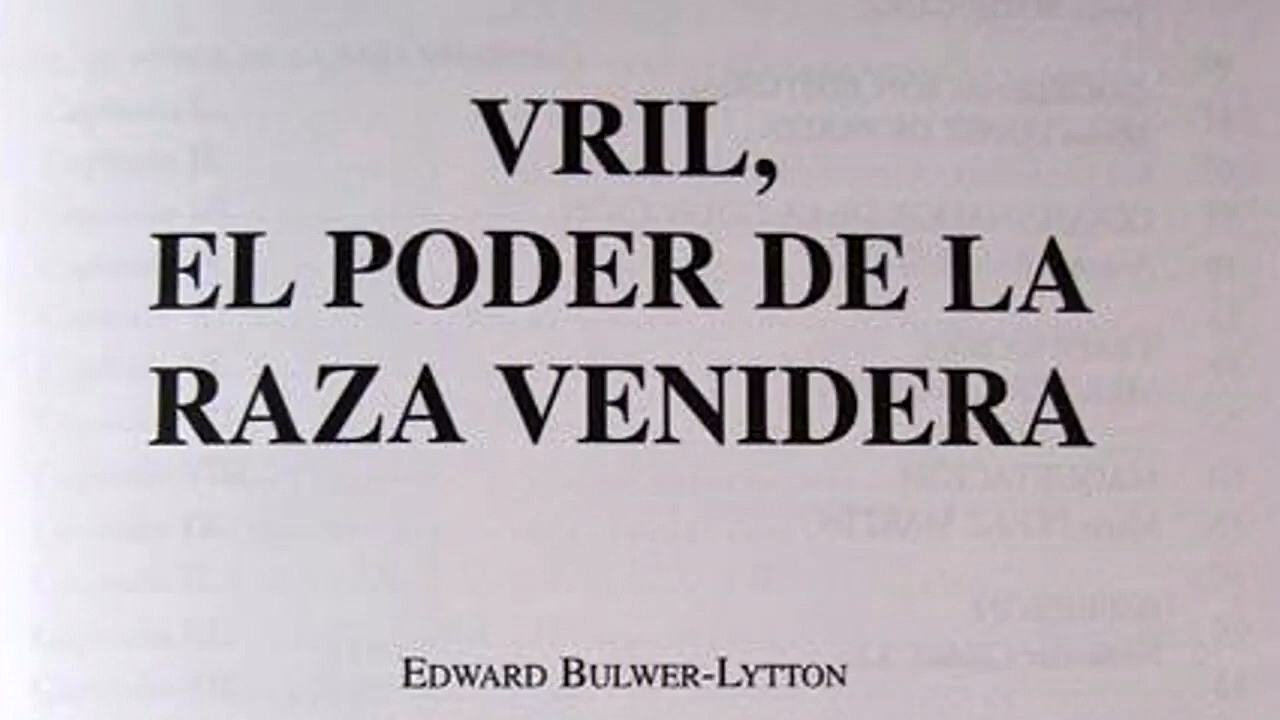 VRIL,
EL PODER DE LA
RAZA VENIDERA
EDWARD BULWER-LYTTON